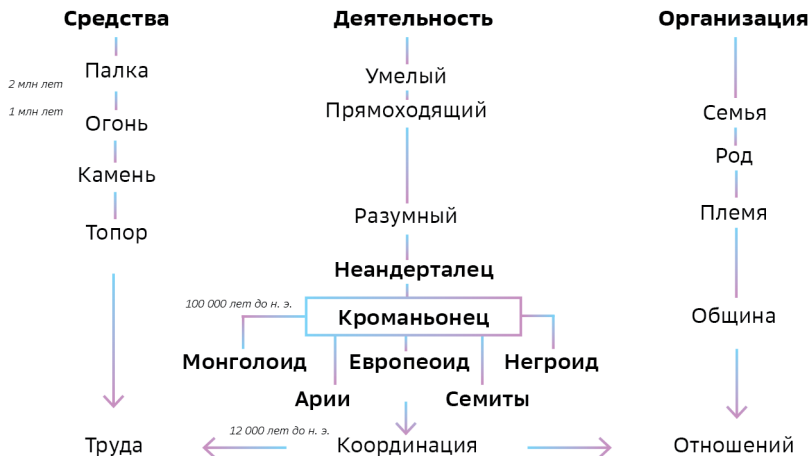 Средства Деятельность Организация
Палка Умелый
2 млн лет
Прямоходящий Семья
1 млн лет
Огонь
Род
Камень
Разумный Племя
Топор
Неандерталец
100 000 лет до н. э.
Кроманьонец Община
Монголоид Европеоид Негроид
Арии Семиты
12 000 лет до н. э.
Труда Координация Отношений